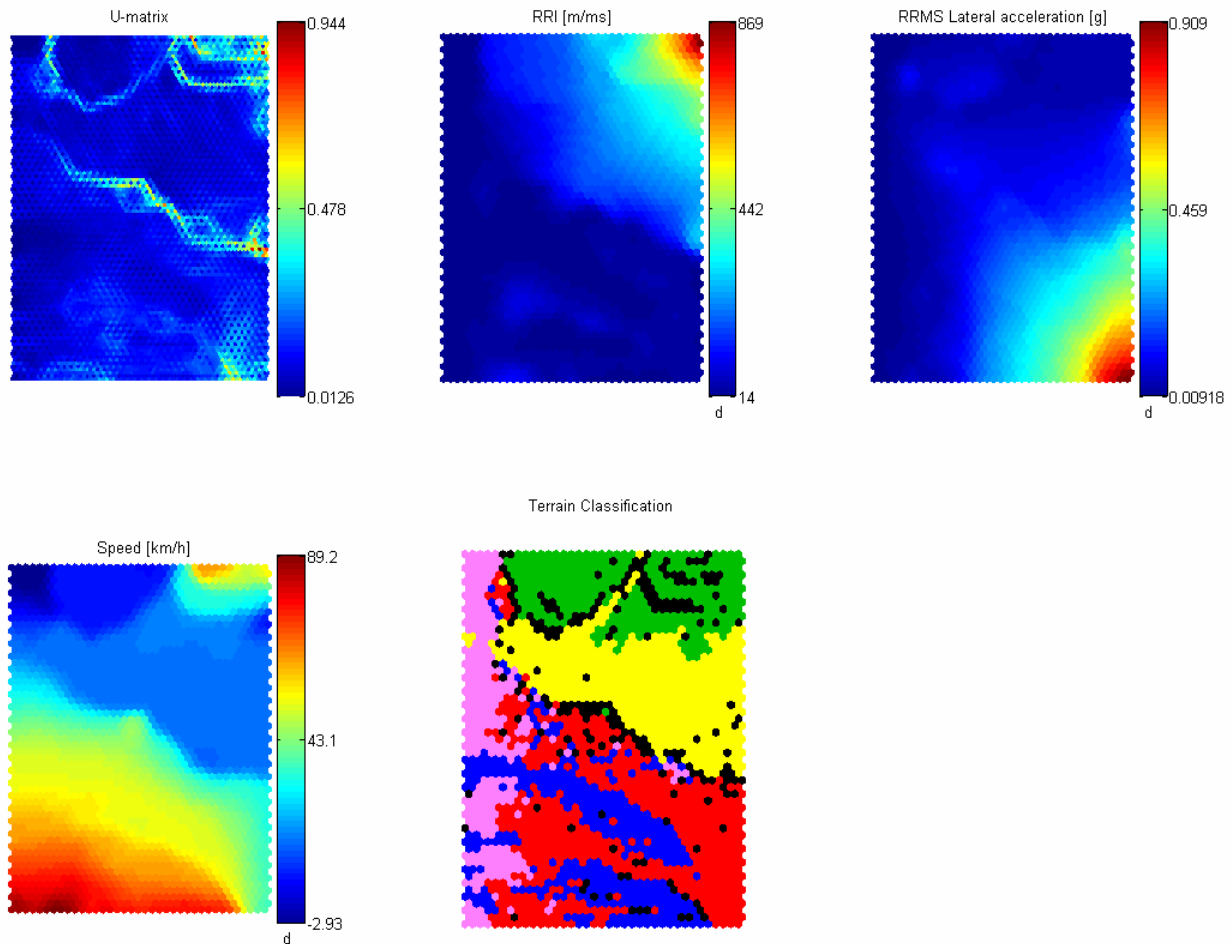 U-matrix
0.944
0.478
0.0126
RRI [m/ms]
869
442
14
d
RRMS Lateral acceleration [g]
0.909
0.459
0.00918
d
Speed [km/h]
89.2
43.1
-2.93
d
Terrain Classification